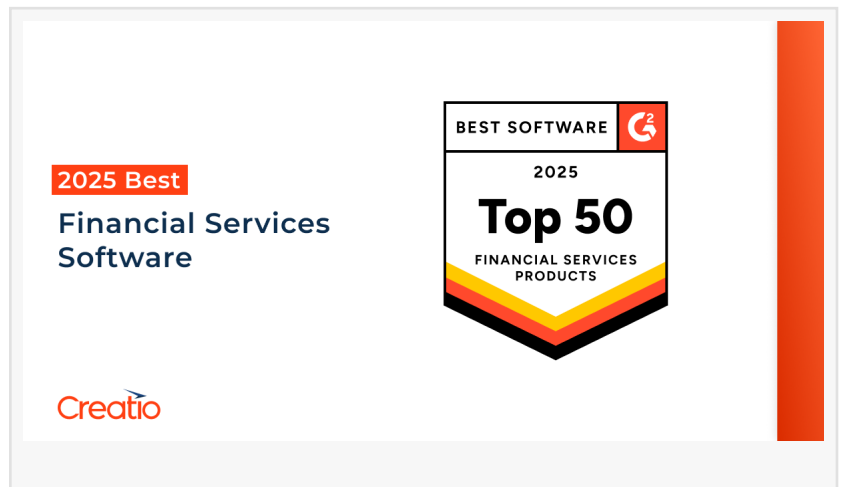 2025 Best
Financial Services
Software
Creatio
BEST SOFTWARE
G2
2025
Top 50
FINANCIAL SERVICES
PRODUCTS